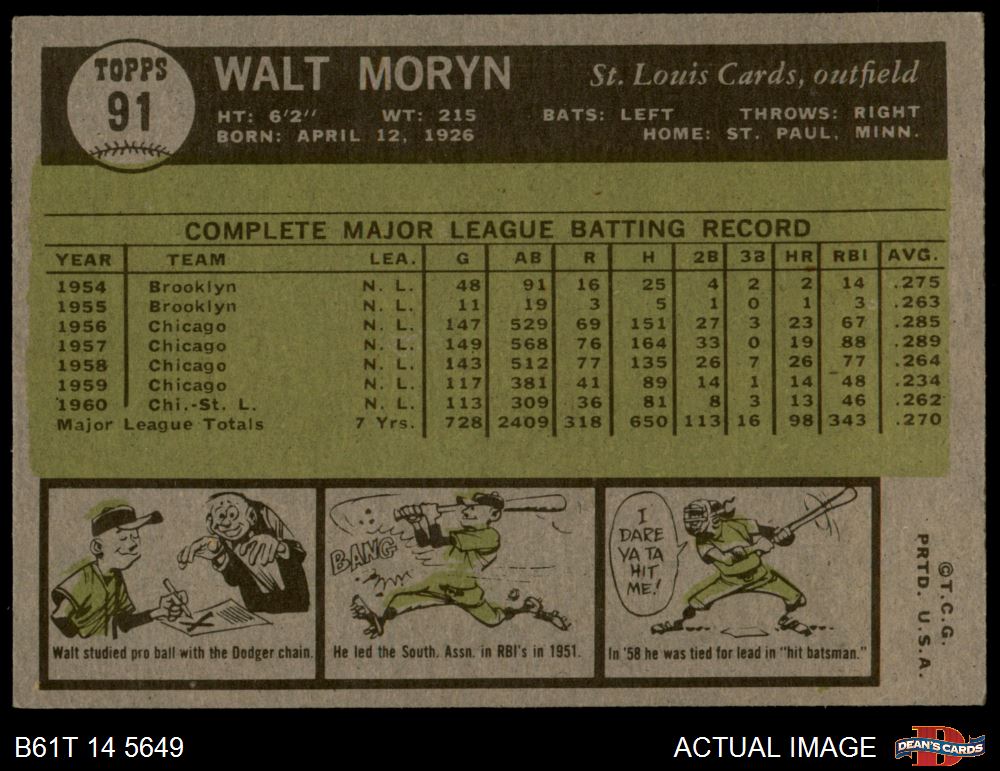 TOPPS
91
WALT MORYN
St. Louis Cards, outfield
HT: 6'2" WT: 215 BATS: LEFT THROWS: RIGHT
BORN: APRIL 12, 1926 HOME: ST. PAUL, MINN.
COMPLETE MAJOR LEAGUE BATTING RECORD
YEAR TEAM LEA. G AB R H 2B 3B HR RBI AVG.
1954 Brooklyn N. L. 48 91 16 25 4 2 2 14 .275
1955 Brooklyn N. L. 11 19 3 5 1 0 1 3 .263
1956 Chicago N. L. 147 529 69 151 27 3 23 67 .285
1957 Chicago N. L. 149 568 76 164 33 0 19 88 .289
1958 Chicago N. L. 143 512 77 135 26 7 26 77 .264
1959 Chicago N. L. 117 381 41 89 14 1 14 48 .234
1960 Chi.-St. L. N. L. 113 309 36 81 8 3 13 46 .262
Major League Totals 7 Yrs. 728 2409 318 650 113 16 98 343 .270
X
Walt studied pro ball with the Dodger chain.
BANG
He led the South. Assn. in RBI's in 1951.
I
DARE
YA TA
HIT
ME!
In '58 he was tied for lead in "hit batsman."
©T.C.G.
PRTD. U.S.A.
B61T 14 5649
ACTUAL IMAGE
D
DEAN'S CARDS